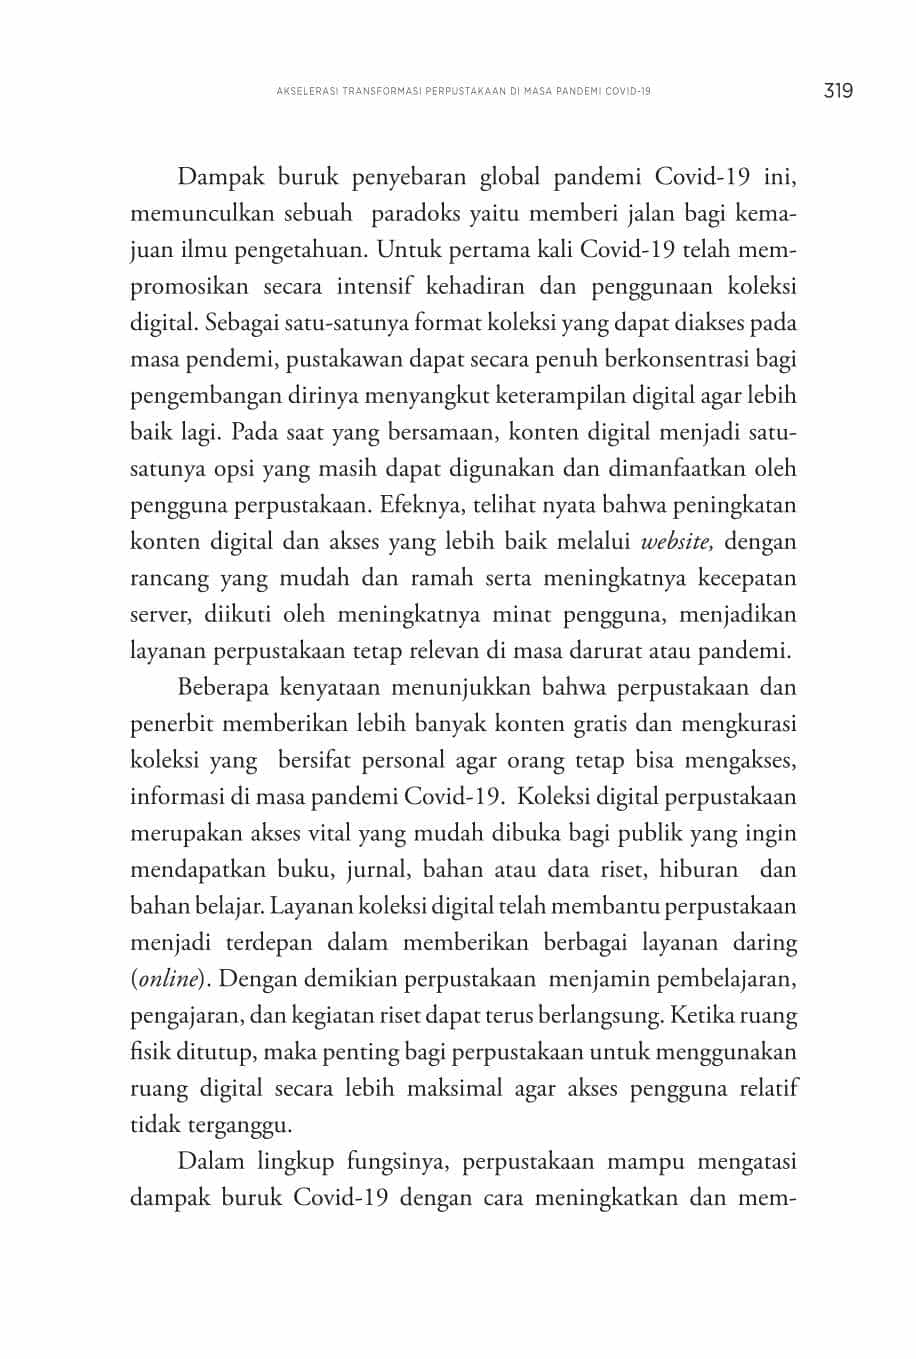 AKSELERASI TRANSFORMASI PERPUSTAKAAN DI MASA PANDEMI COVID-19 319
Dampak buruk penyebaran global pandemi Covid-19 ini,
memunculkan sebuah paradoks yaitu memberi jalan bagi kema-
juan ilmu pengetahuan. Untuk pertama kali Covid-19 telah mem-
promosikan secara intensif kehadiran dan penggunaan koleksi
digital. Sebagai satu-satunya format koleksi yang dapat diakses pada
masa pendemi, pustakawan dapat secara penuh berkonsentrasi bagi
pengembangan dirinya menyangkut keterampilan digital agar lebih
baik lagi. Pada saat yang bersamaan, konten digital menjadi satu-
satunya opsi yang masih dapat digunakan dan dimanfaatkan oleh
pengguna perpustakaan. Efeknya, telihat nyata bahwa peningkatan
konten digital dan akses yang lebih baik melalui website, dengan
rancang yang mudah dan ramah serta meningkatnya kecepatan
server, diikuti oleh meningkatnya minat pengguna, menjadikan
layanan perpustakaan tetap relevan di masa darurat atau pandemi.
Beberapa kenyataan menunjukkan bahwa perpustakaan dan
penerbit memberikan lebih banyak konten gratis dan mengkurasi
koleksi yang bersifat personal agar orang tetap bisa mengakses,
informasi di masa pandemi Covid-19. Koleksi digital perpustakaan
merupakan akses vital yang mudah dibuka bagi publik yang ingin
mendapatkan buku, jurnal, bahan atau data riset, hiburan dan
bahan belajar. Layanan koleksi digital telah membantu perpustakaan
menjadi terdepan dalam memberikan berbagai layanan daring
(online). Dengan demikian perpustakaan menjamin pembelajaran,
pengajaran, dan kegiatan riset dapat terus berlangsung. Ketika ruang
fisik ditutup, maka penting bagi perpustakaan untuk menggunakan
ruang digital secara lebih maksimal agar akses pengguna relatif
tidak terganggu.
Dalam lingkup fungsinya, perpustakaan mampu mengatasi
dampak buruk Covid-19 dengan cara meningkatkan dan mem-